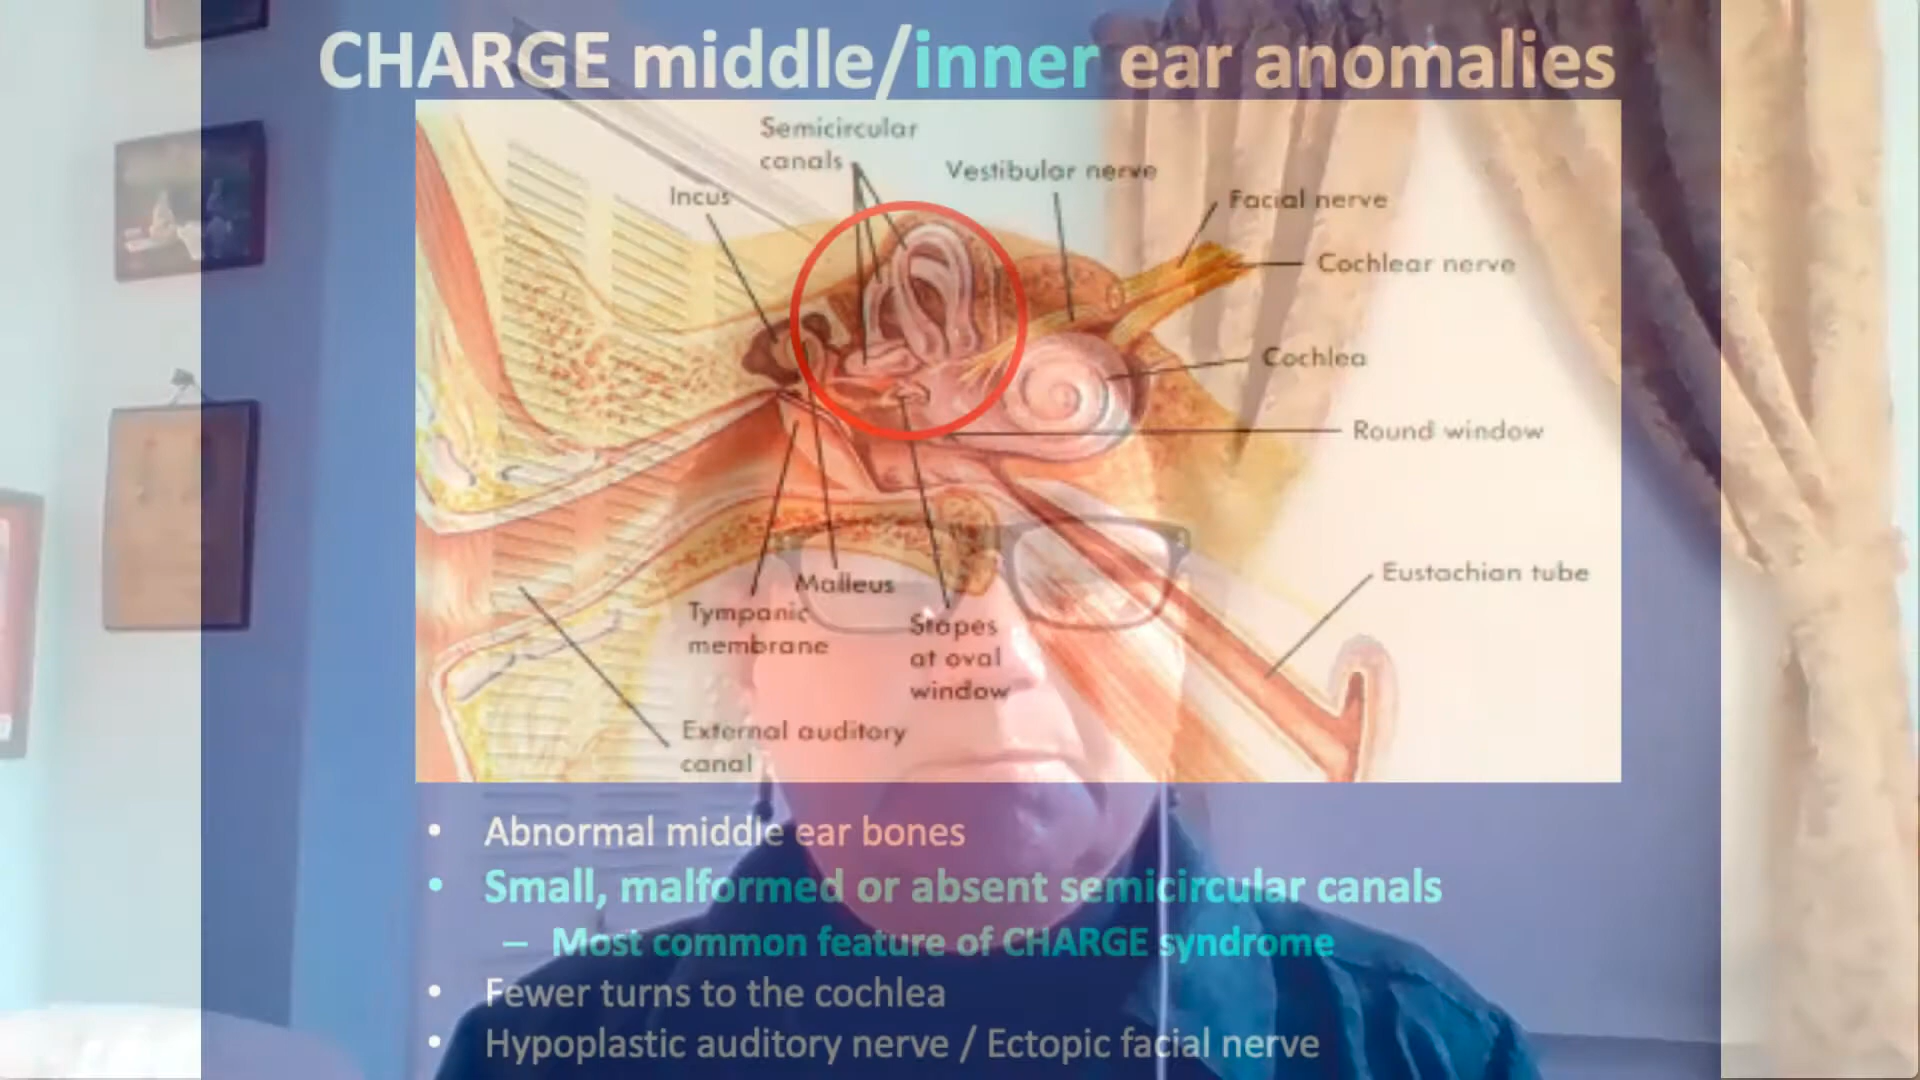 CHARGE middle/inner ear anomalies
Semicircular
canals
Vestibular nerve
Incus
Facial nerve
Cochlear nerve
Cochlea
Round window
Eustachian tube
Malleus
Tympanic
membrane
Stapes
at oval
window
External auditory
canal
• Abnormal middle ear bones
• Small, malformed or absent semicircular canals
– Most common feature of CHARGE syndrome
• Fewer turns to the cochlea
• Hypoplastic auditory nerve / Ectopic facial nerve